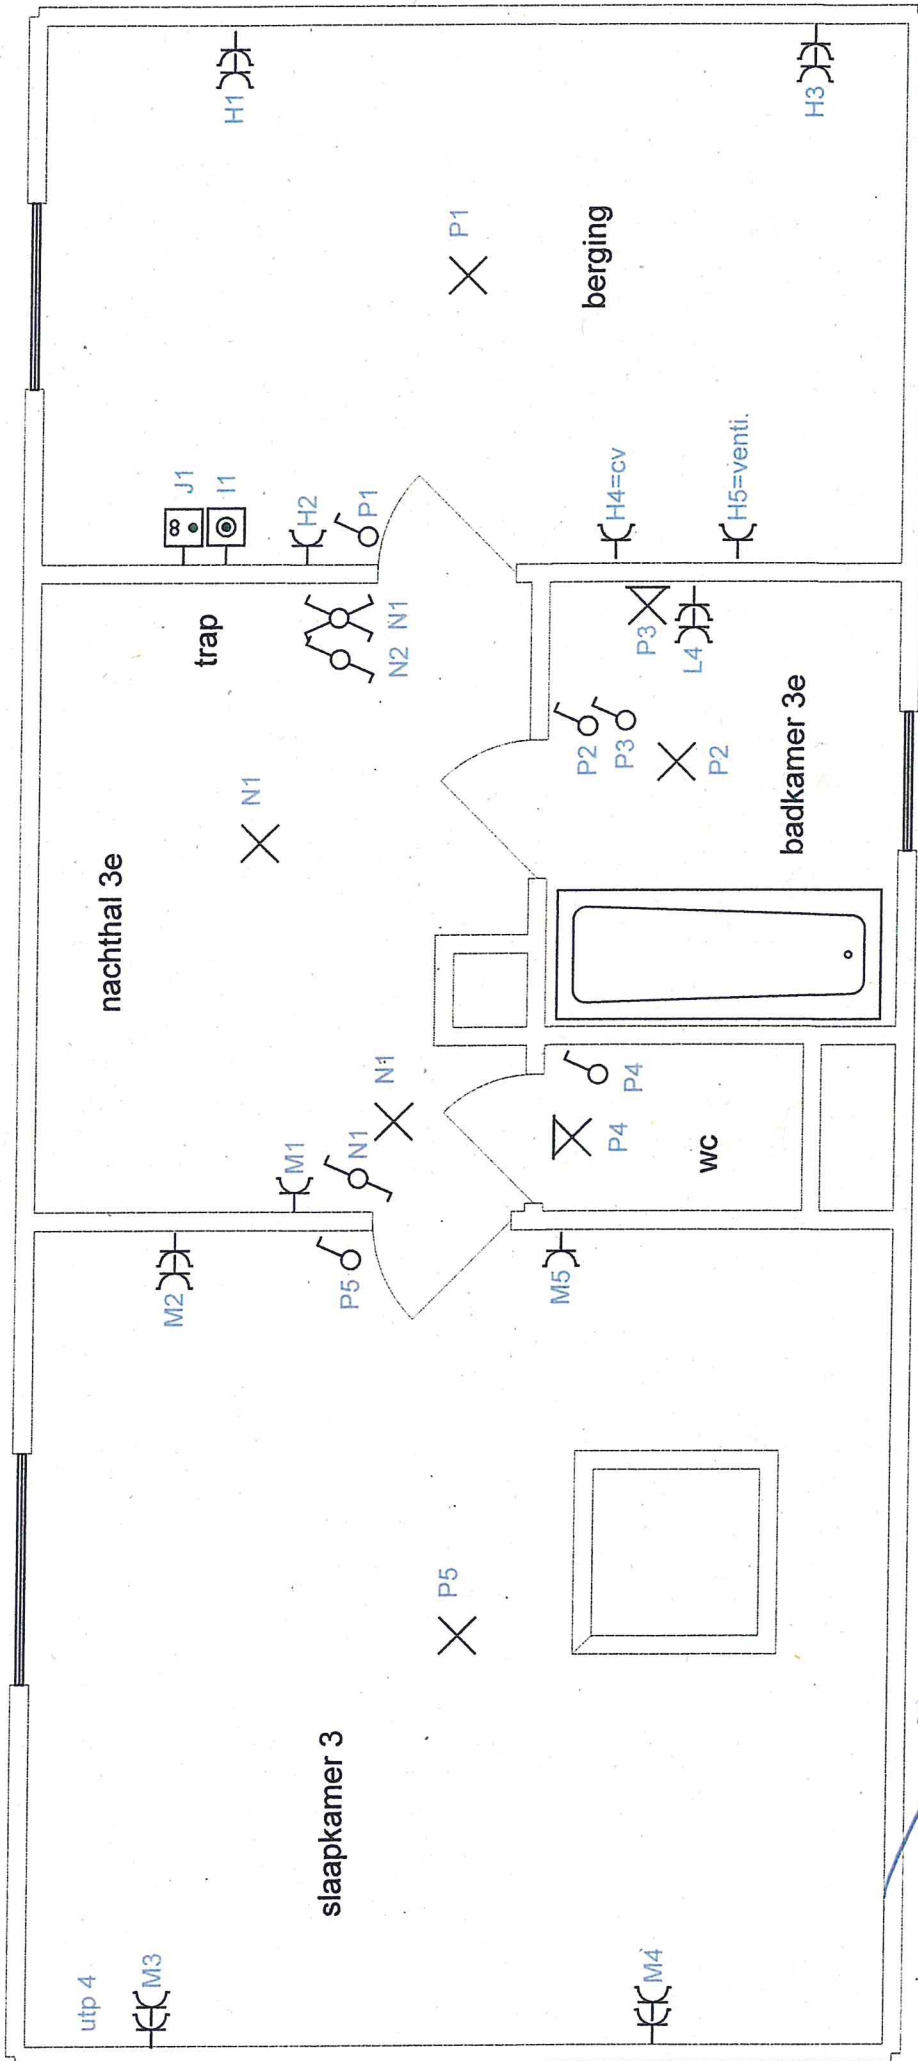 utp 4
M3
M4
slaapkamer 3
P5
M2
P5
M5
M1
N1
N1
nachthal 3e
N1
trap
N2
N1
wc
P4
P4
badkamer 3e
P2
P3
P2
P3
L4
J1
I1
H2
P1
H4=cv
H5=venti.
berging
P1
H1
H3